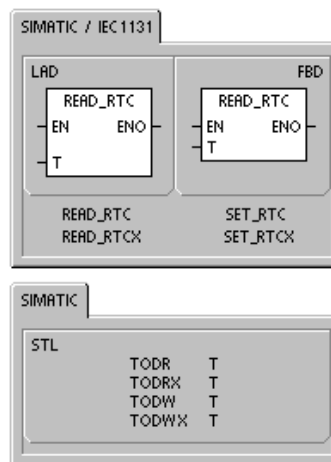 SIMATIC / IEC1131
LAD FBD
READ_RTC READ_RTC
EN ENO EN ENO
T T
READ_RTC SET_RTC
READ_RTCX SET_RTCX
SIMATIC
STL
TODR T
TODRX T
TODW T
TODWX T